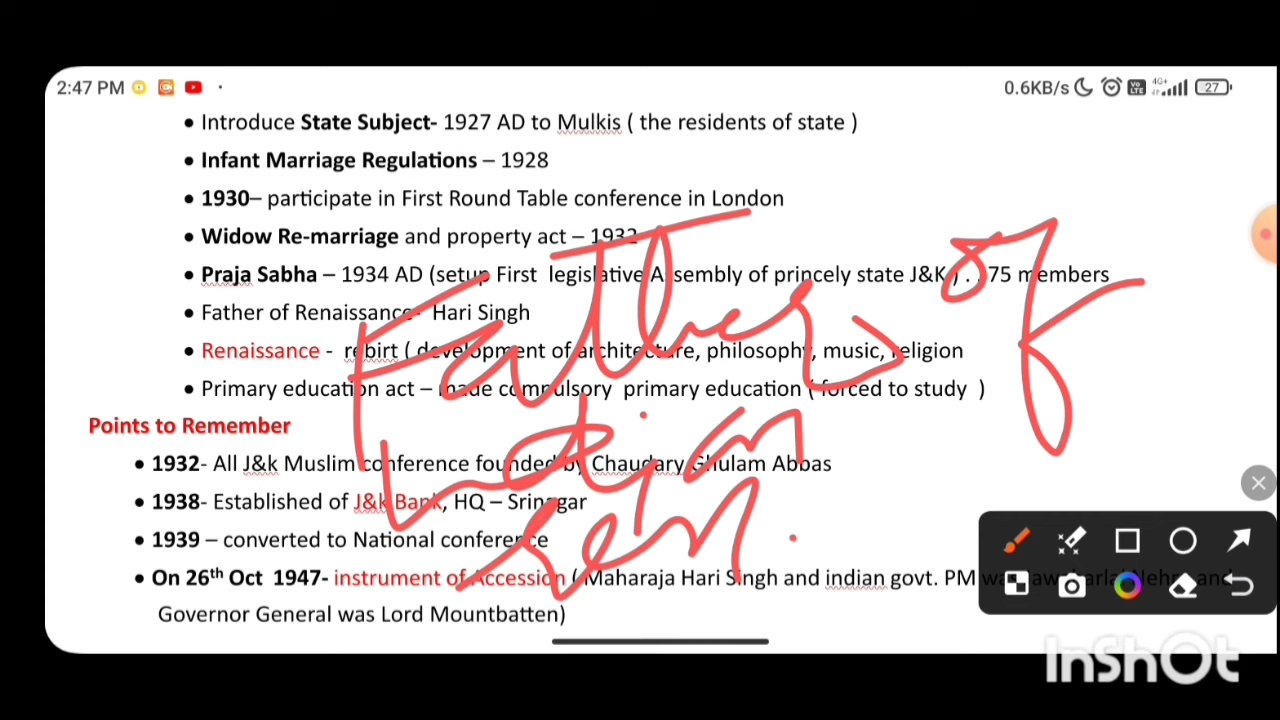 2:47 PM 0.6KB/s 4G+ Vo LTE 27
• Introduce State Subject- 1927 AD to Mulkis ( the residents of state )
• Infant Marriage Regulations – 1928
• 1930– participate in First Round Table conference in London
• Widow Re-marriage and property act – 1932
• Praja Sabha – 1934 AD (setup First legislative Assembly of princely state J&K ) . 75 members
• Father of Renaissance- Hari Singh
• Renaissance - rebirt ( development of architecture, philosophy, music, religion
• Primary education act – made compulsory primary education ( forced to study )
Father of
Indian
ren.
Points to Remember
• 1932- All J&k Muslim conference founded by Chaudary Ghulam Abbas
• 1938- Established of J&k Bank, HQ – Srinagar
• 1939 – converted to National conference
• On 26th Oct 1947- instrument of Accession ( Maharaja Hari Singh and indian govt. PM
Governor General was Lord Mountbatten)
InShOt